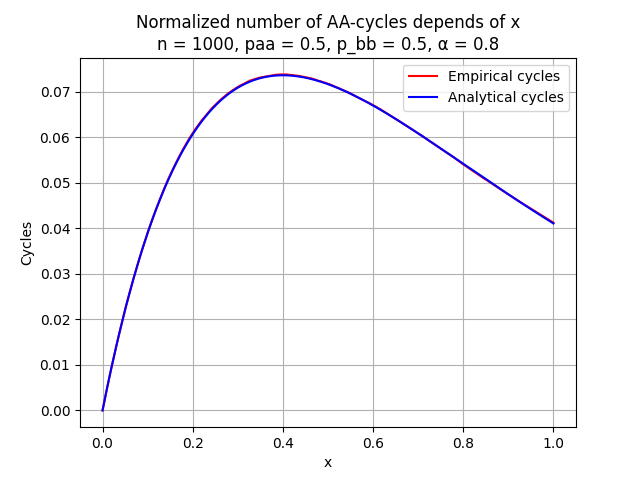 Normalized number of AA-cycles depends of x
n = 1000, paa = 0.5, p_bb = 0.5, α = 0.8
Empirical cycles
Analytical cycles
0.07
0.06
0.05
0.04
0.03
0.02
0.01
0.00
Cycles
0.0 0.2 0.4 0.6 0.8 1.0
x